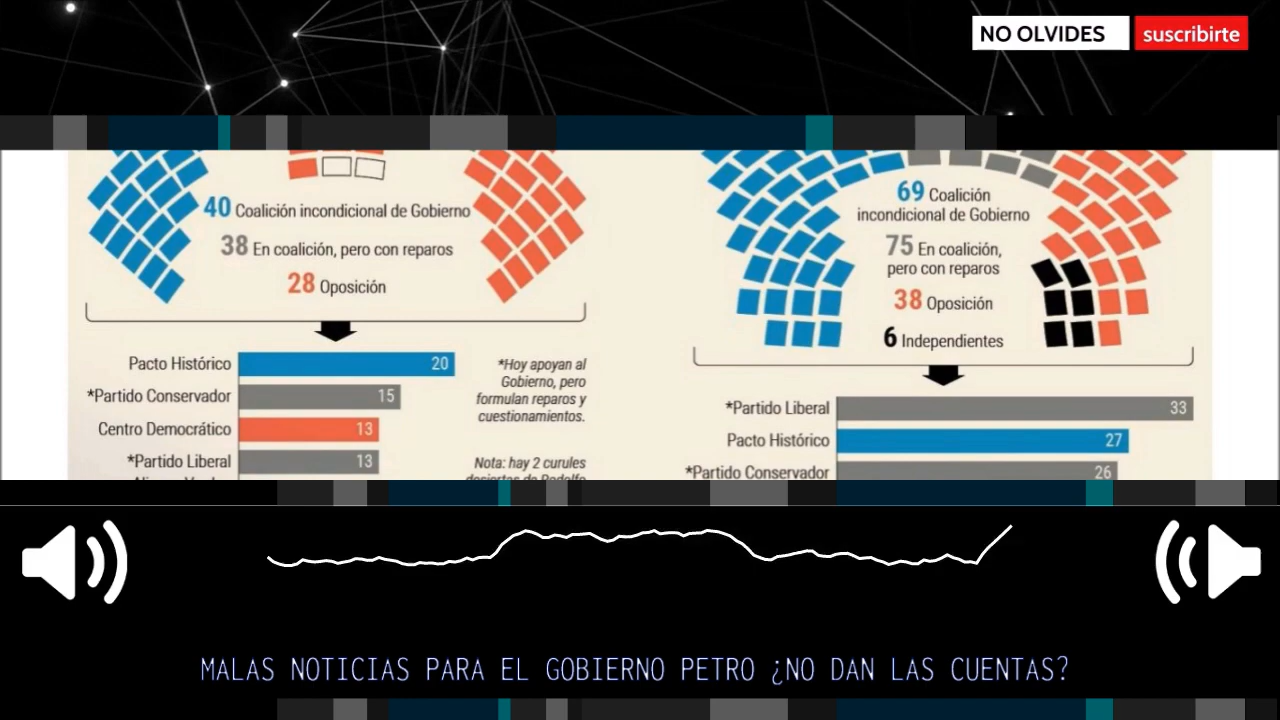 NO OLVIDES suscribirte
40 Coalición incondicional de Gobierno
38 En coalición, pero con reparos
28 Oposición
Pacto Histórico 20
*Partido Conservador 15
Centro Democrático 13
*Partido Liberal 13
*Hoy apoyan al
Gobierno, pero
formulan reparos y
cuestionamientos.
Nota: hay 2 curules
69 Coalición
incondicional de Gobierno
75 En coalición,
pero con reparos
38 Oposición
6 Independientes
*Partido Liberal 33
Pacto Histórico 27
*Partido Conservador 26
MALAS NOTICIAS PARA EL GOBIERNO PETRO ¿NO DAN LAS CUENTAS?